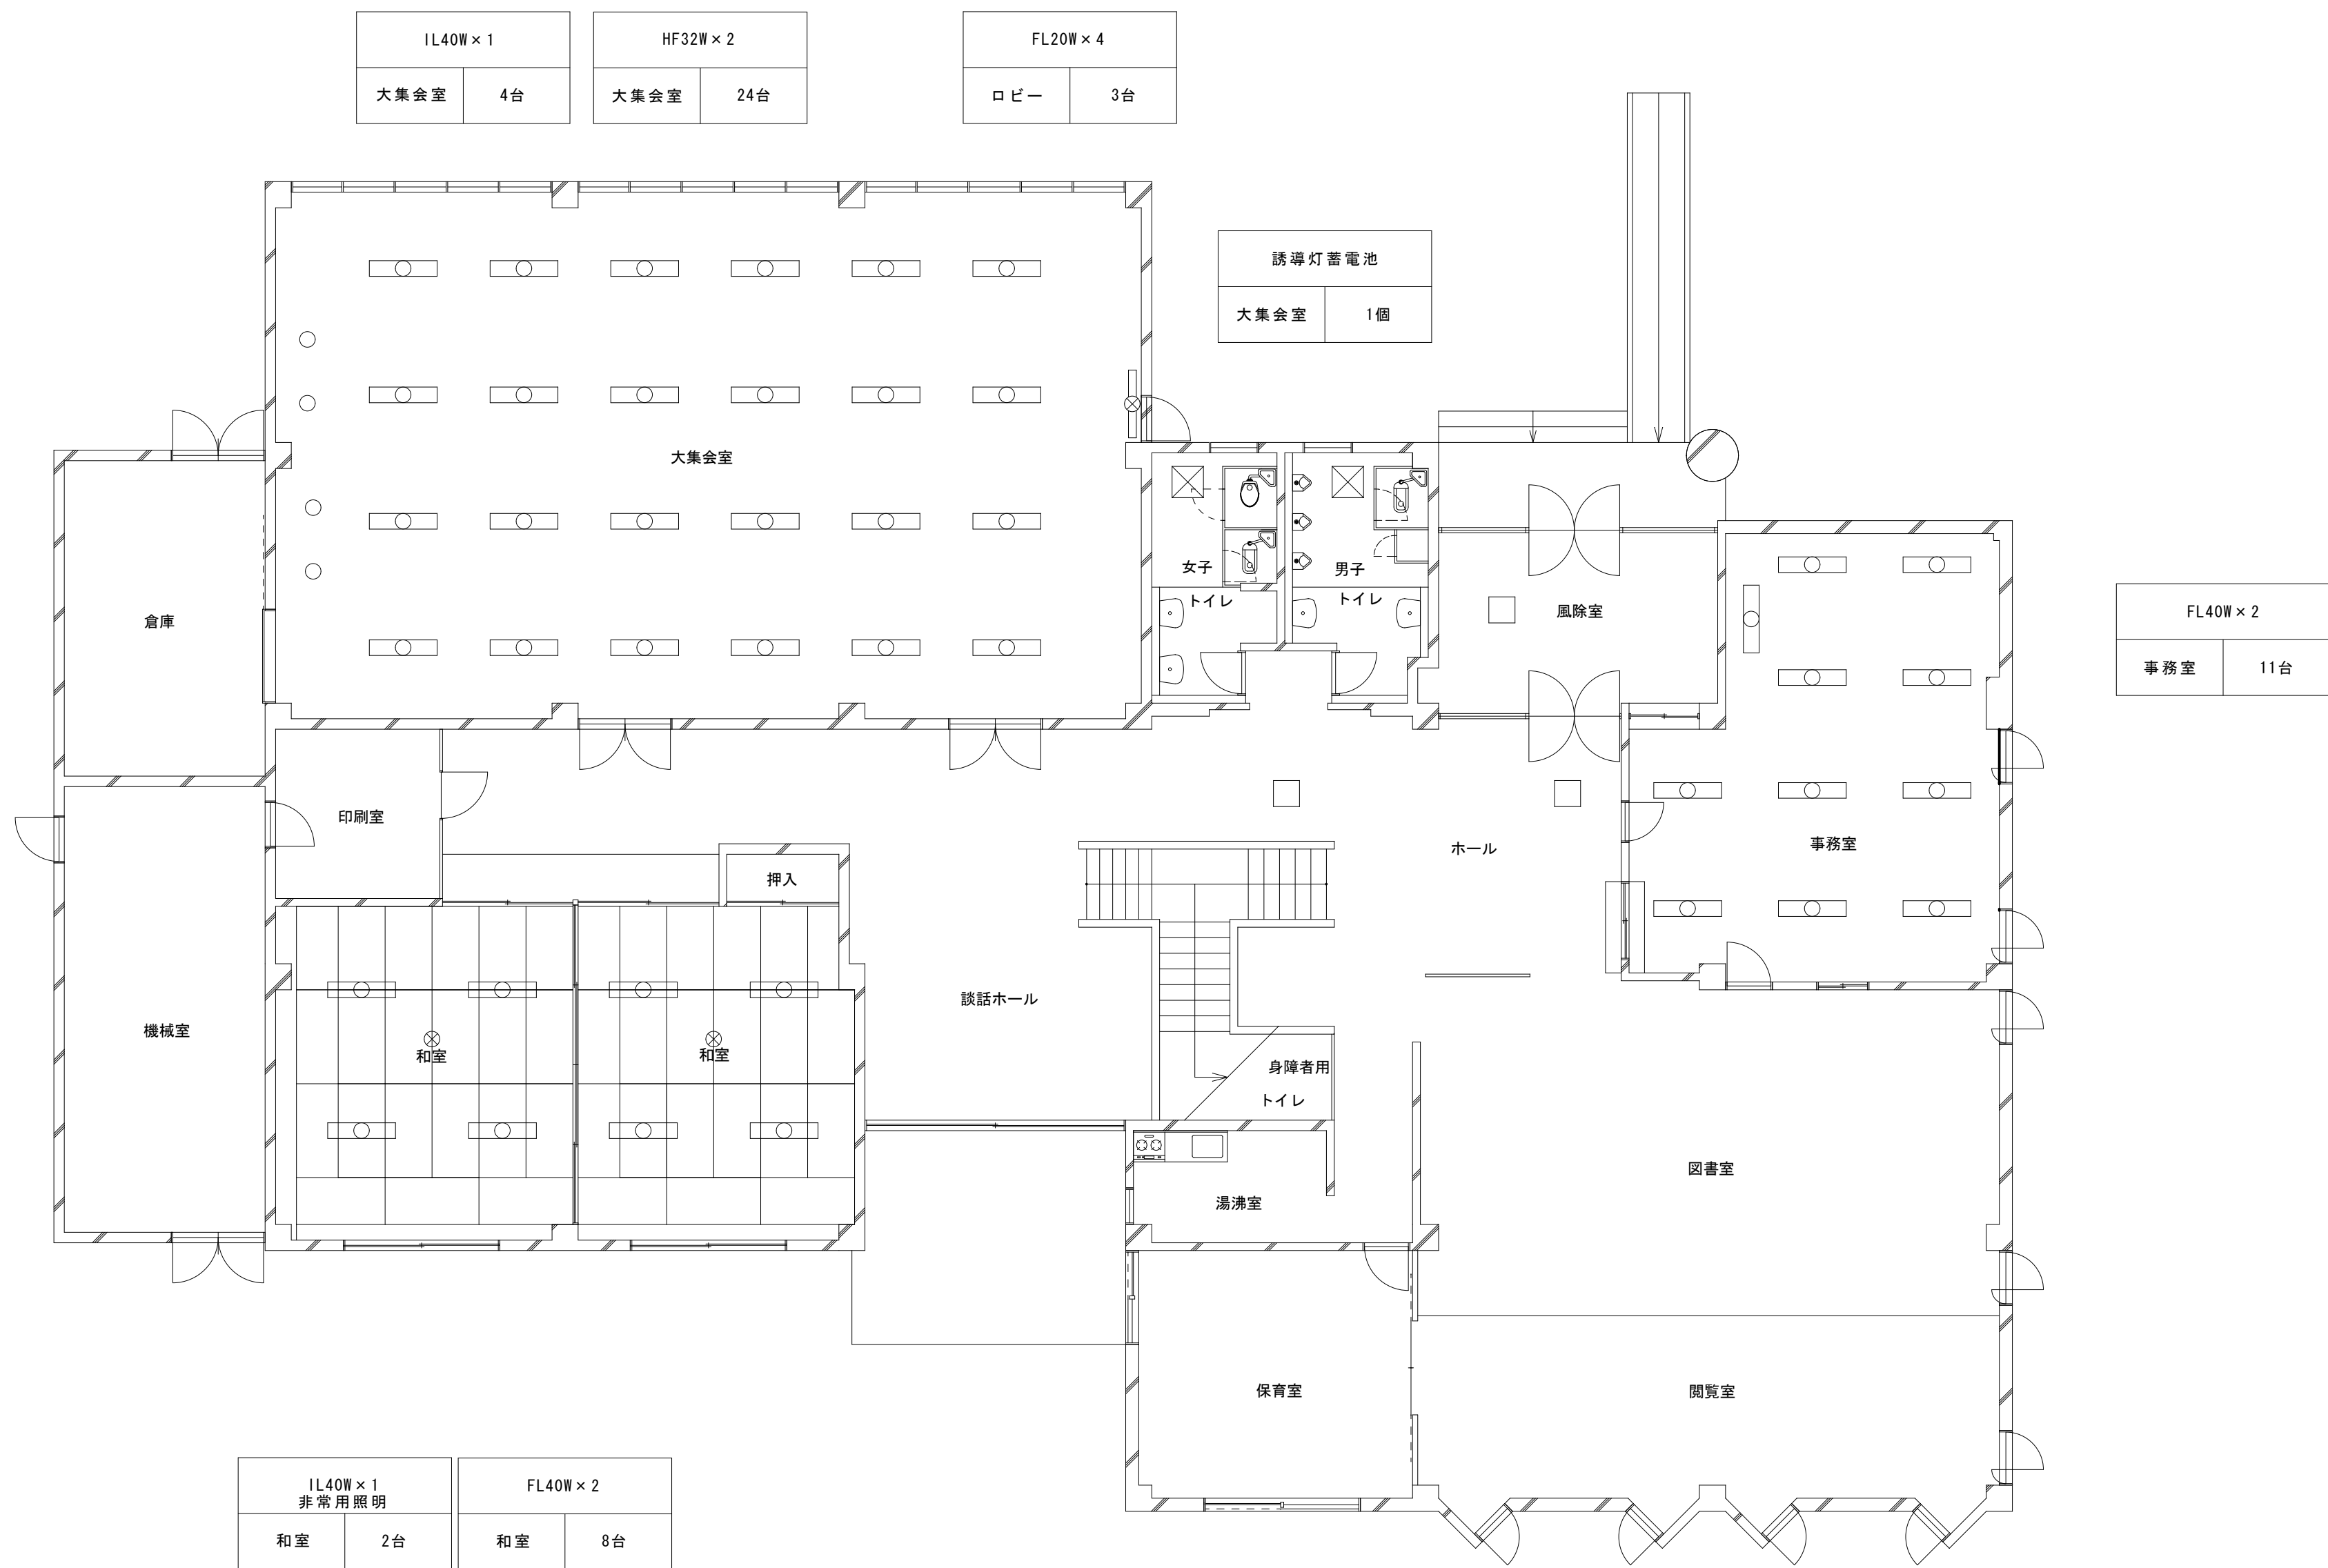 IL40W×1
大集会室 4台
HF32W×2
大集会室 24台
FL20W×4
ロビー 3台
誘導灯蓄電池
大集会室 1個
大集会室
女子
トイレ
男子
トイレ
風除室
倉庫
FL40W×2
事務室 11台
印刷室
押入
ホール
事務室
談話ホール
機械室
和室
和室
身障者用
トイレ
湯沸室
図書室
保育室
閲覧室
IL40W×1
非常用照明
和室 2台
FL40W×2
和室 8台